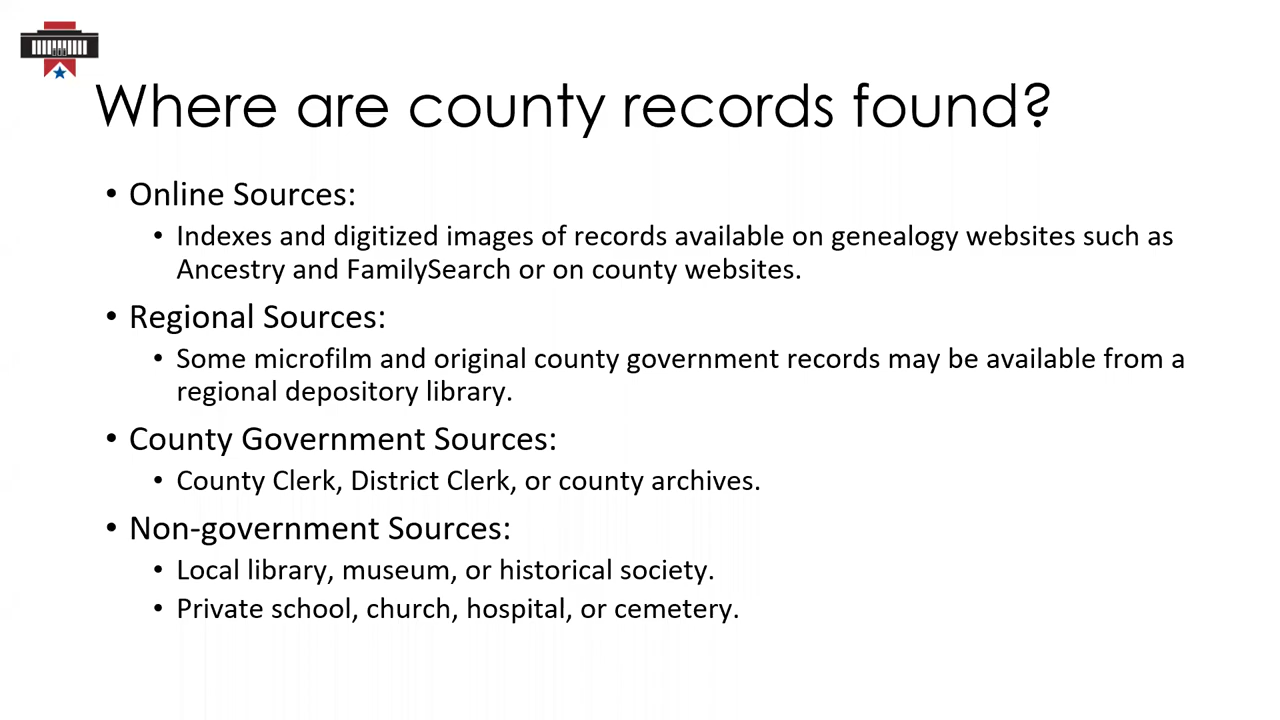 Where are county records found?
• Online Sources:
• Indexes and digitized images of records available on genealogy websites such as
Ancestry and FamilySearch or on county websites.
• Regional Sources:
• Some microfilm and original county government records may be available from a
regional depository library.
• County Government Sources:
• County Clerk, District Clerk, or county archives.
• Non-government Sources:
• Local library, museum, or historical society.
• Private school, church, hospital, or cemetery.